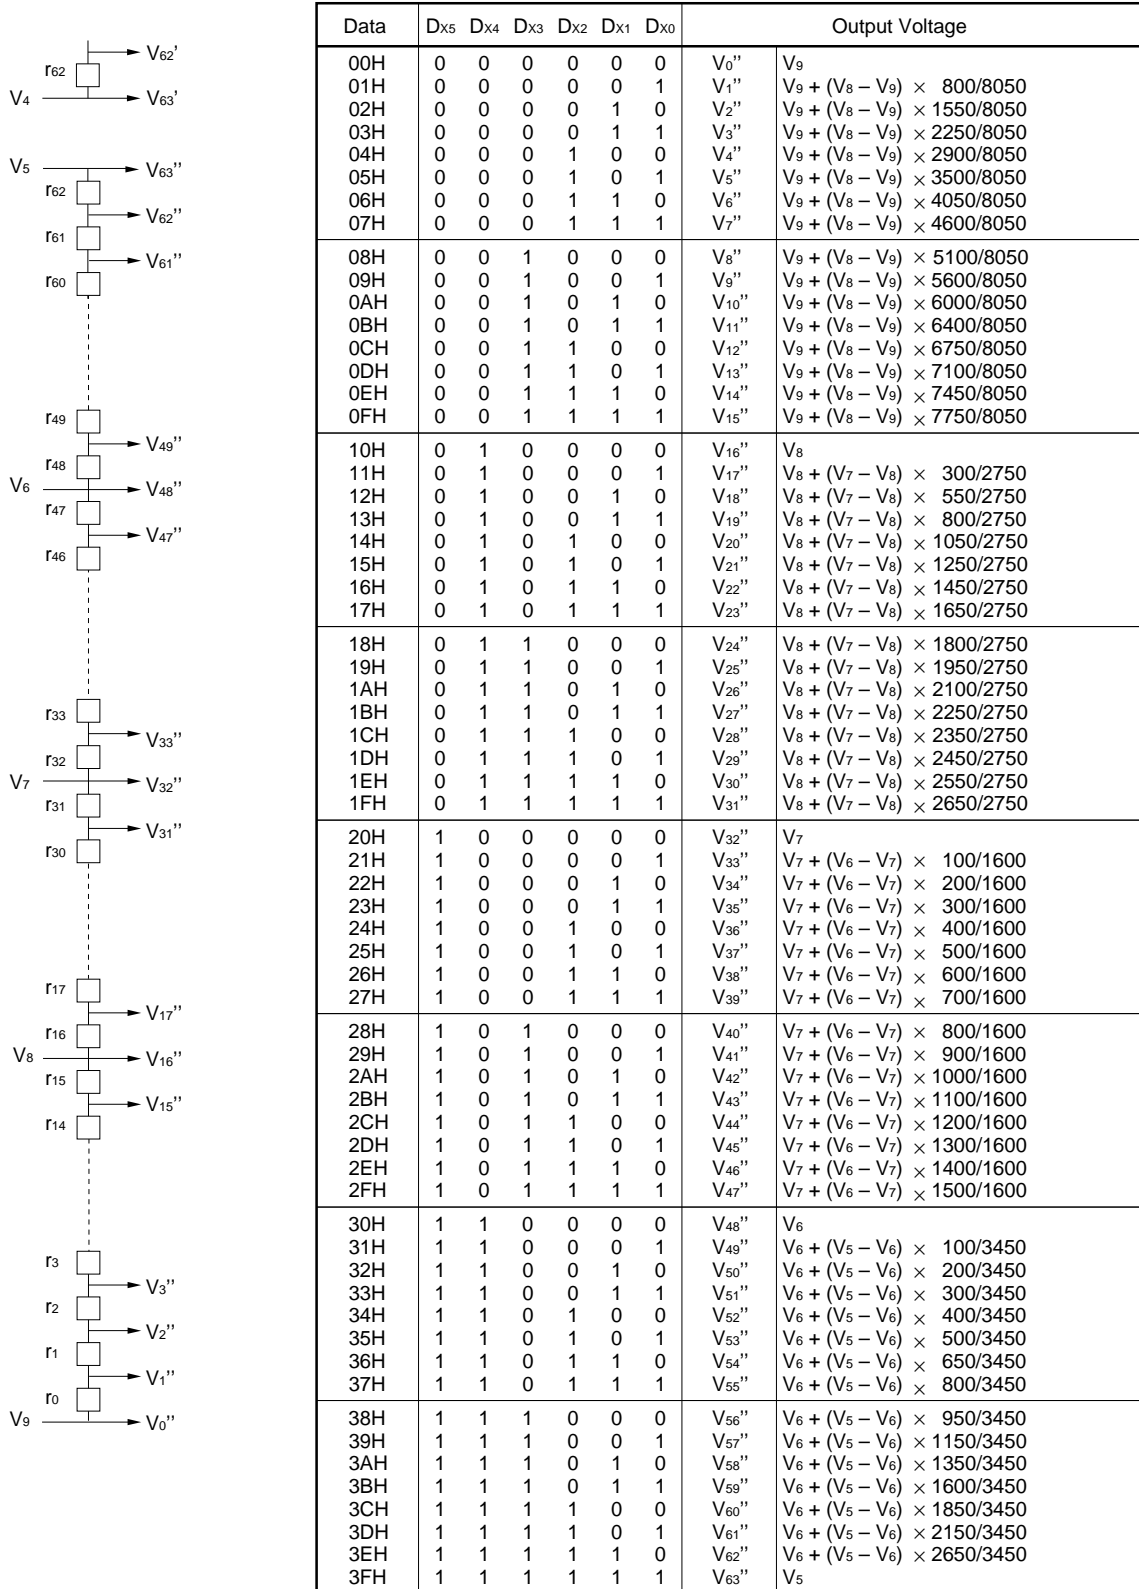 V62’
r62
V4 V63’
V5 V63’’
r62
V62’’
r61
V61’’
r60
r49
V49’’
r48
V6 V48’’
r47
V47’’
r46
r33
V33’’
r32
V7 V32’’
r31
V31’’
r30
r17
V17’’
r16
V8 V16’’
r15
V15’’
r14
r3
V3’’
r2
V2’’
r1
V1’’
r0
V9 V0’’
Data DX5 DX4 DX3 DX2 DX1 DX0 Output Voltage
00H 0 0 0 0 0 0 V0’’ V9
01H 0 0 0 0 0 1 V1’’ V9 + (V8 – V9) × 800/8050
02H 0 0 0 0 1 0 V2’’ V9 + (V8 – V9) × 1550/8050
03H 0 0 0 0 1 1 V3’’ V9 + (V8 – V9) × 2250/8050
04H 0 0 0 1 0 0 V4’’ V9 + (V8 – V9) × 2900/8050
05H 0 0 0 1 0 1 V5’’ V9 + (V8 – V9) × 3500/8050
06H 0 0 0 1 1 0 V6’’ V9 + (V8 – V9) × 4050/8050
07H 0 0 0 1 1 1 V7’’ V9 + (V8 – V9) × 4600/8050
08H 0 0 1 0 0 0 V8’’ V9 + (V8 – V9) × 5100/8050
09H 0 0 1 0 0 1 V9’’ V9 + (V8 – V9) × 5600/8050
0AH 0 0 1 0 1 0 V10’’ V9 + (V8 – V9) × 6000/8050
0BH 0 0 1 0 1 1 V11’’ V9 + (V8 – V9) × 6400/8050
0CH 0 0 1 1 0 0 V12’’ V9 + (V8 – V9) × 6750/8050
0DH 0 0 1 1 0 1 V13’’ V9 + (V8 – V9) × 7100/8050
0EH 0 0 1 1 1 0 V14’’ V9 + (V8 – V9) × 7450/8050
0FH 0 0 1 1 1 1 V15’’ V9 + (V8 – V9) × 7750/8050
10H 0 1 0 0 0 0 V16’’ V8
11H 0 1 0 0 0 1 V17’’ V8 + (V7 – V8) × 300/2750
12H 0 1 0 0 1 0 V18’’ V8 + (V7 – V8) × 550/2750
13H 0 1 0 0 1 1 V19’’ V8 + (V7 – V8) × 800/2750
14H 0 1 0 1 0 0 V20’’ V8 + (V7 – V8) × 1050/2750
15H 0 1 0 1 0 1 V21’’ V8 + (V7 – V8) × 1250/2750
16H 0 1 0 1 1 0 V22’’ V8 + (V7 – V8) × 1450/2750
17H 0 1 0 1 1 1 V23’’ V8 + (V7 – V8) × 1650/2750
18H 0 1 1 0 0 0 V24’’ V8 + (V7 – V8) × 1800/2750
19H 0 1 1 0 0 1 V25’’ V8 + (V7 – V8) × 1950/2750
1AH 0 1 1 0 1 0 V26’’ V8 + (V7 – V8) × 2100/2750
1BH 0 1 1 0 1 1 V27’’ V8 + (V7 – V8) × 2250/2750
1CH 0 1 1 1 0 0 V28’’ V8 + (V7 – V8) × 2350/2750
1DH 0 1 1 1 0 1 V29’’ V8 + (V7 – V8) × 2450/2750
1EH 0 1 1 1 1 0 V30’’ V8 + (V7 – V8) × 2550/2750
1FH 0 1 1 1 1 1 V31’’ V8 + (V7 – V8) × 2650/2750
20H 1 0 0 0 0 0 V32’’ V7
21H 1 0 0 0 0 1 V33’’ V7 + (V6 – V7) × 100/1600
22H 1 0 0 0 1 0 V34’’ V7 + (V6 – V7) × 200/1600
23H 1 0 0 0 1 1 V35’’ V7 + (V6 – V7) × 300/1600
24H 1 0 0 1 0 0 V36’’ V7 + (V6 – V7) × 400/1600
25H 1 0 0 1 0 1 V37’’ V7 + (V6 – V7) × 500/1600
26H 1 0 0 1 1 0 V38’’ V7 + (V6 – V7) × 600/1600
27H 1 0 0 1 1 1 V39’’ V7 + (V6 – V7) × 700/1600
28H 1 0 1 0 0 0 V40’’ V7 + (V6 – V7) × 800/1600
29H 1 0 1 0 0 1 V41’’ V7 + (V6 – V7) × 900/1600
2AH 1 0 1 0 1 0 V42’’ V7 + (V6 – V7) × 1000/1600
2BH 1 0 1 0 1 1 V43’’ V7 + (V6 – V7) × 1100/1600
2CH 1 0 1 1 0 0 V44’’ V7 + (V6 – V7) × 1200/1600
2DH 1 0 1 1 0 1 V45’’ V7 + (V6 – V7) × 1300/1600
2EH 1 0 1 1 1 0 V46’’ V7 + (V6 – V7) × 1400/1600
2FH 1 0 1 1 1 1 V47’’ V7 + (V6 – V7) × 1500/1600
30H 1 1 0 0 0 0 V48’’ V6
31H 1 1 0 0 0 1 V49’’ V6 + (V5 – V6) × 100/3450
32H 1 1 0 0 1 0 V50’’ V6 + (V5 – V6) × 200/3450
33H 1 1 0 0 1 1 V51’’ V6 + (V5 – V6) × 300/3450
34H 1 1 0 1 0 0 V52’’ V6 + (V5 – V6) × 400/3450
35H 1 1 0 1 0 1 V53’’ V6 + (V5 – V6) × 500/3450
36H 1 1 0 1 1 0 V54’’ V6 + (V5 – V6) × 650/3450
37H 1 1 0 1 1 1 V55’’ V6 + (V5 – V6) × 800/3450
38H 1 1 1 0 0 0 V56’’ V6 + (V5 – V6) × 950/3450
39H 1 1 1 0 0 1 V57’’ V6 + (V5 – V6) × 1150/3450
3AH 1 1 1 0 1 0 V58’’ V6 + (V5 – V6) × 1350/3450
3BH 1 1 1 0 1 1 V59’’ V6 + (V5 – V6) × 1600/3450
3CH 1 1 1 1 0 0 V60’’ V6 + (V5 – V6) × 1850/3450
3DH 1 1 1 1 0 1 V61’’ V6 + (V5 – V6) × 2150/3450
3EH 1 1 1 1 1 0 V62’’ V6 + (V5 – V6) × 2650/3450
3FH 1 1 1 1 1 1 V63’’ V5